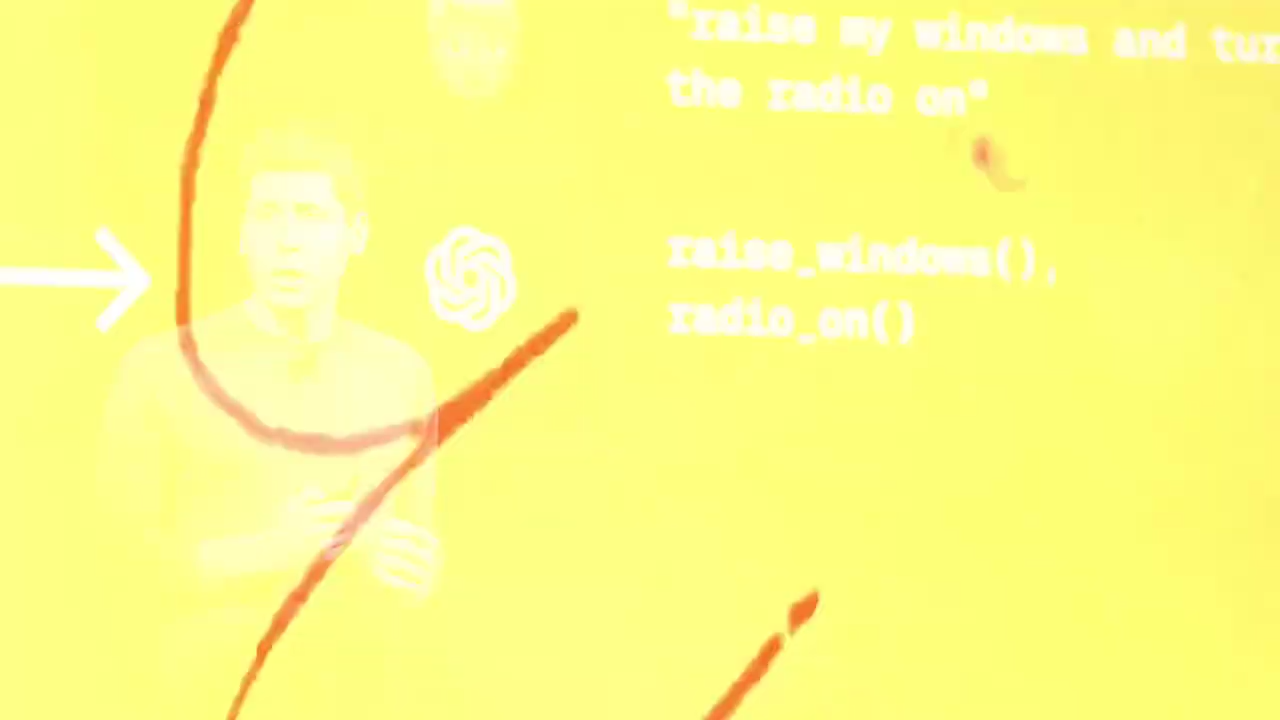 "raise my windows and tur
the radio on"
raise_windows(),
radio_on()